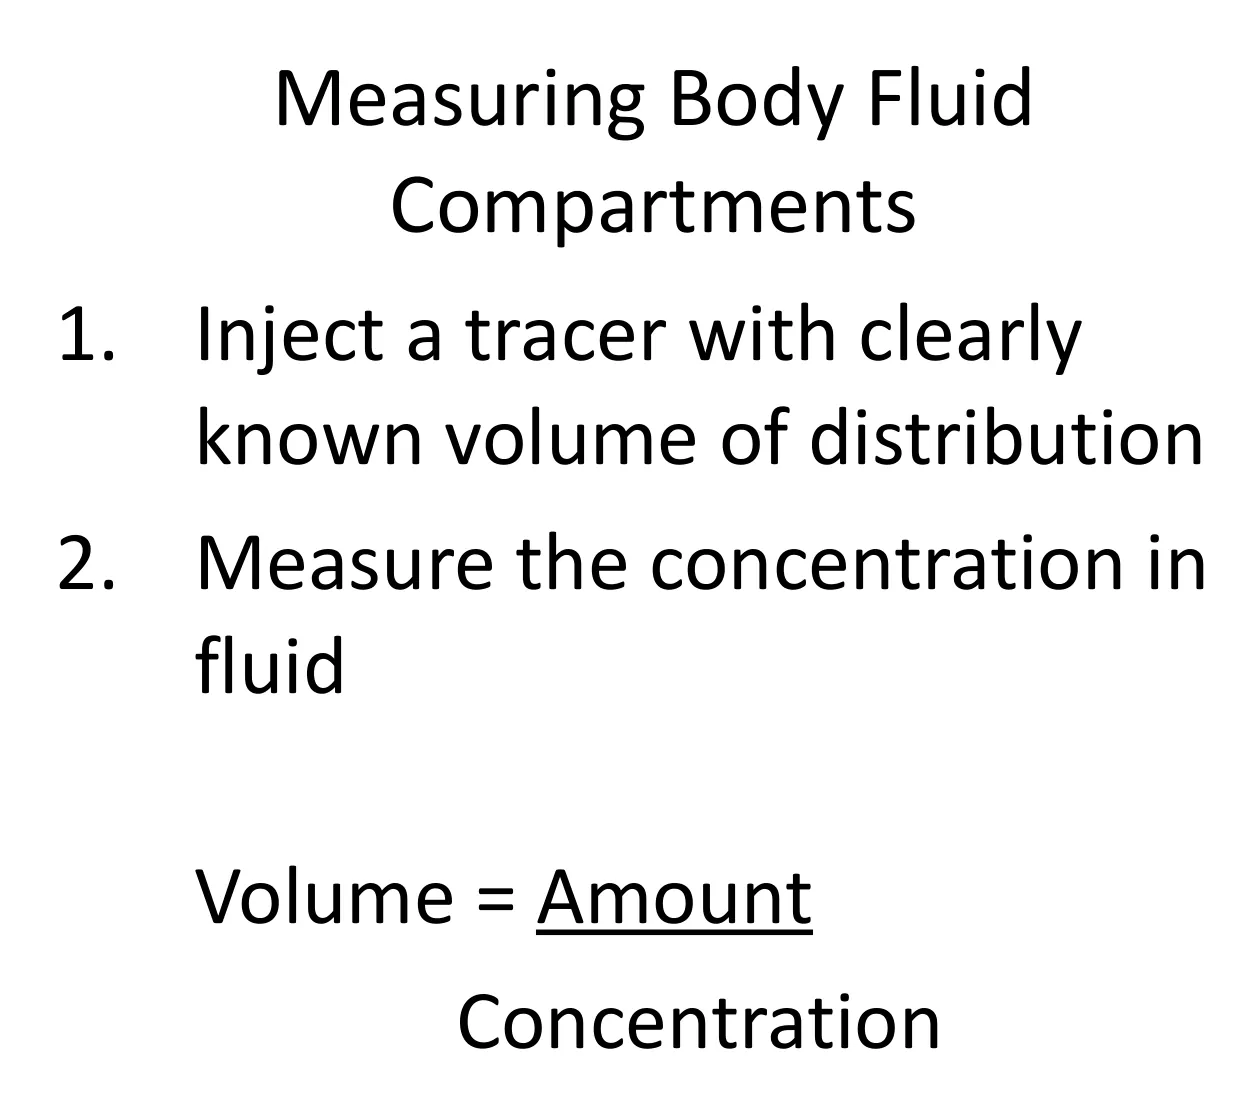 Measuring Body Fluid
Compartments
1. Inject a tracer with clearly
known volume of distribution
2. Measure the concentration in
fluid
Volume = Amount
Concentration